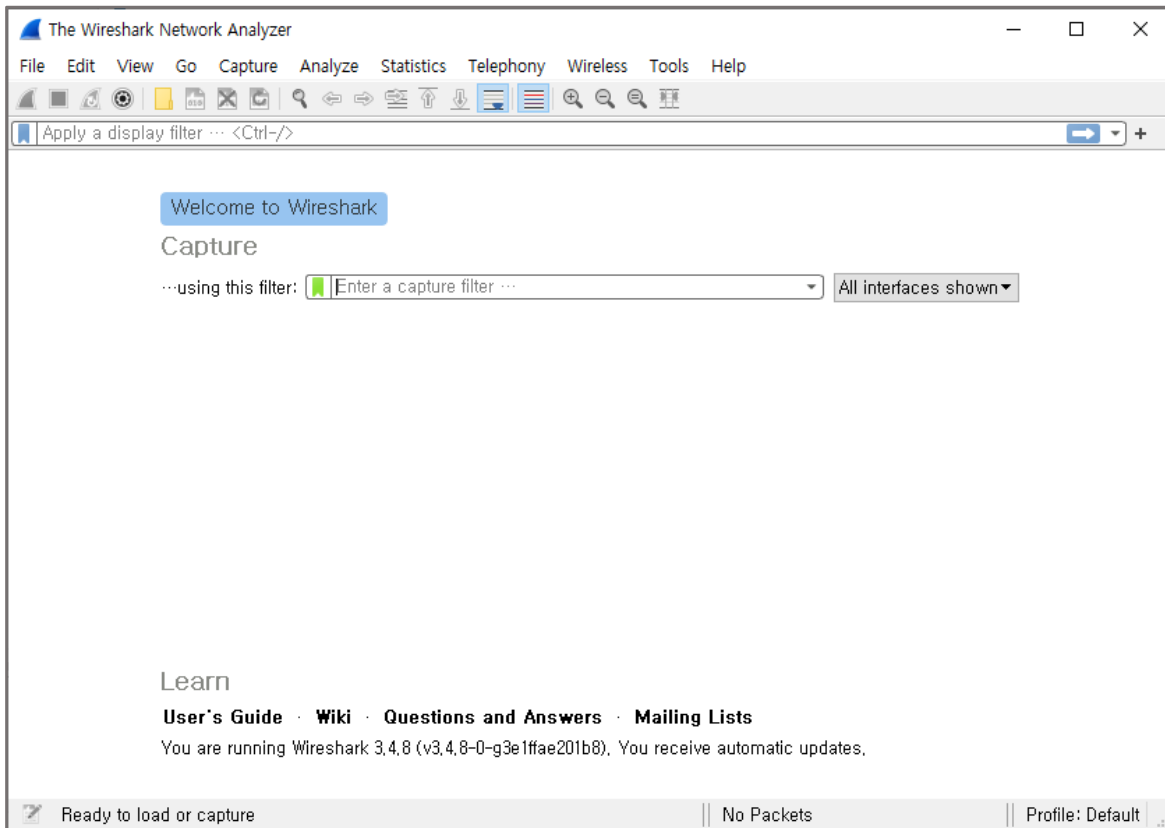 The Wireshark Network Analyzer
File Edit View Go Capture Analyze Statistics Telephony Wireless Tools Help
Apply a display filter ··· <Ctrl-/>
Welcome to Wireshark
Capture
···using this filter: Enter a capture filter ··· All interfaces shown
Learn
User's Guide · Wiki · Questions and Answers · Mailing Lists
You are running Wireshark 3.4.8 (v3.4.8-0-g3e1ffae201b8). You receive automatic updates.
Ready to load or capture No Packets Profile: Default